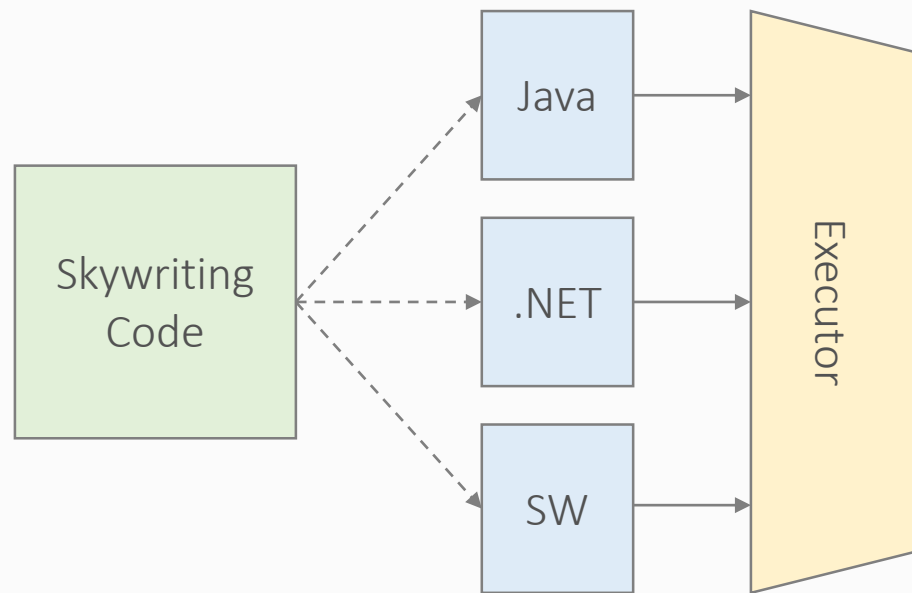 Skywriting
Code
Java
.NET
SW
Executor